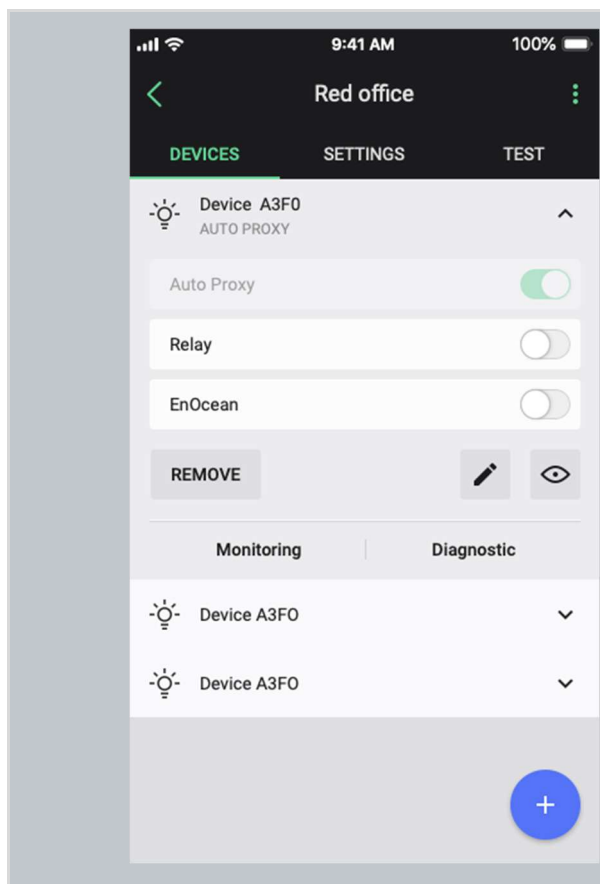 9:41 AM 100%
Red office
DEVICES SETTINGS TEST
Device A3F0
AUTO PROXY
Auto Proxy
Relay
EnOcean
REMOVE
Monitoring Diagnostic
Device A3FO
Device A3FO